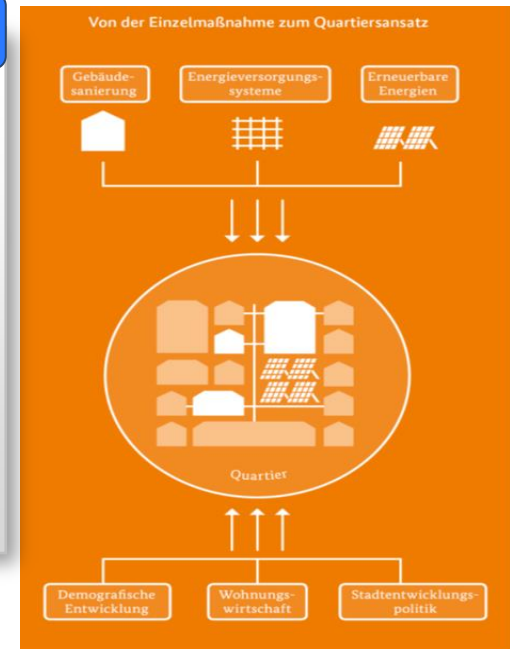 Von der Einzelmaßnahme zum Quartiersansatz
Gebäude-
sanierung
Energieversorgungs-
systeme
Erneuerbare
Energien
Quartier
Demografische
Entwicklung
Wohnungs-
wirtschaft
Stadtentwicklungs-
politik